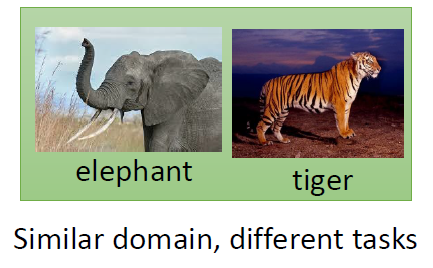 elephant
tiger
Similar domain, different tasks